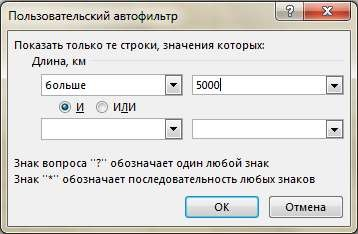 Пользовательский автофильтр
Показать только те строки, значения которых:
Длина, км
больше 5000
И ИЛИ
Знак вопроса "?" обозначает один любой знак
Знак "*" обозначает последовательность любых знаков
ОК Отмена